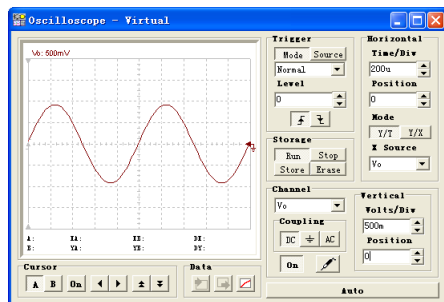 Oscilloscope - Virtual
Vo: 500mV
A: XA: XB: DX:
B: YA: YB: DY:
Cursor
A B On
Data
Trigger
Mode Source
Normal
Level
0
Storage
Run Stop
Store Erase
Channel
Vo
Coupling
DC AC
On
Horizontal
Time/Div
200u
Position
0
Mode
Y/T Y/X
X Source
Vo
Vertical
Volts/Div
500m
Position
0
Auto